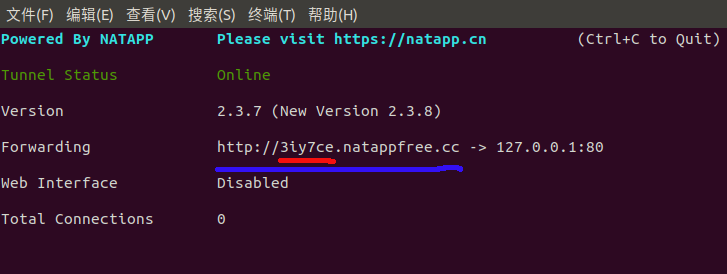 文件(F) 编辑(E) 查看(V) 搜索(S) 终端(T) 帮助(H)
Powered By NATAPP Please visit https://natapp.cn (Ctrl+C to Quit)
Tunnel Status Online
Version 2.3.7 (New Version 2.3.8)
Forwarding http://3iy7ce.natappfree.cc -> 127.0.0.1:80
Web Interface Disabled
Total Connections 0